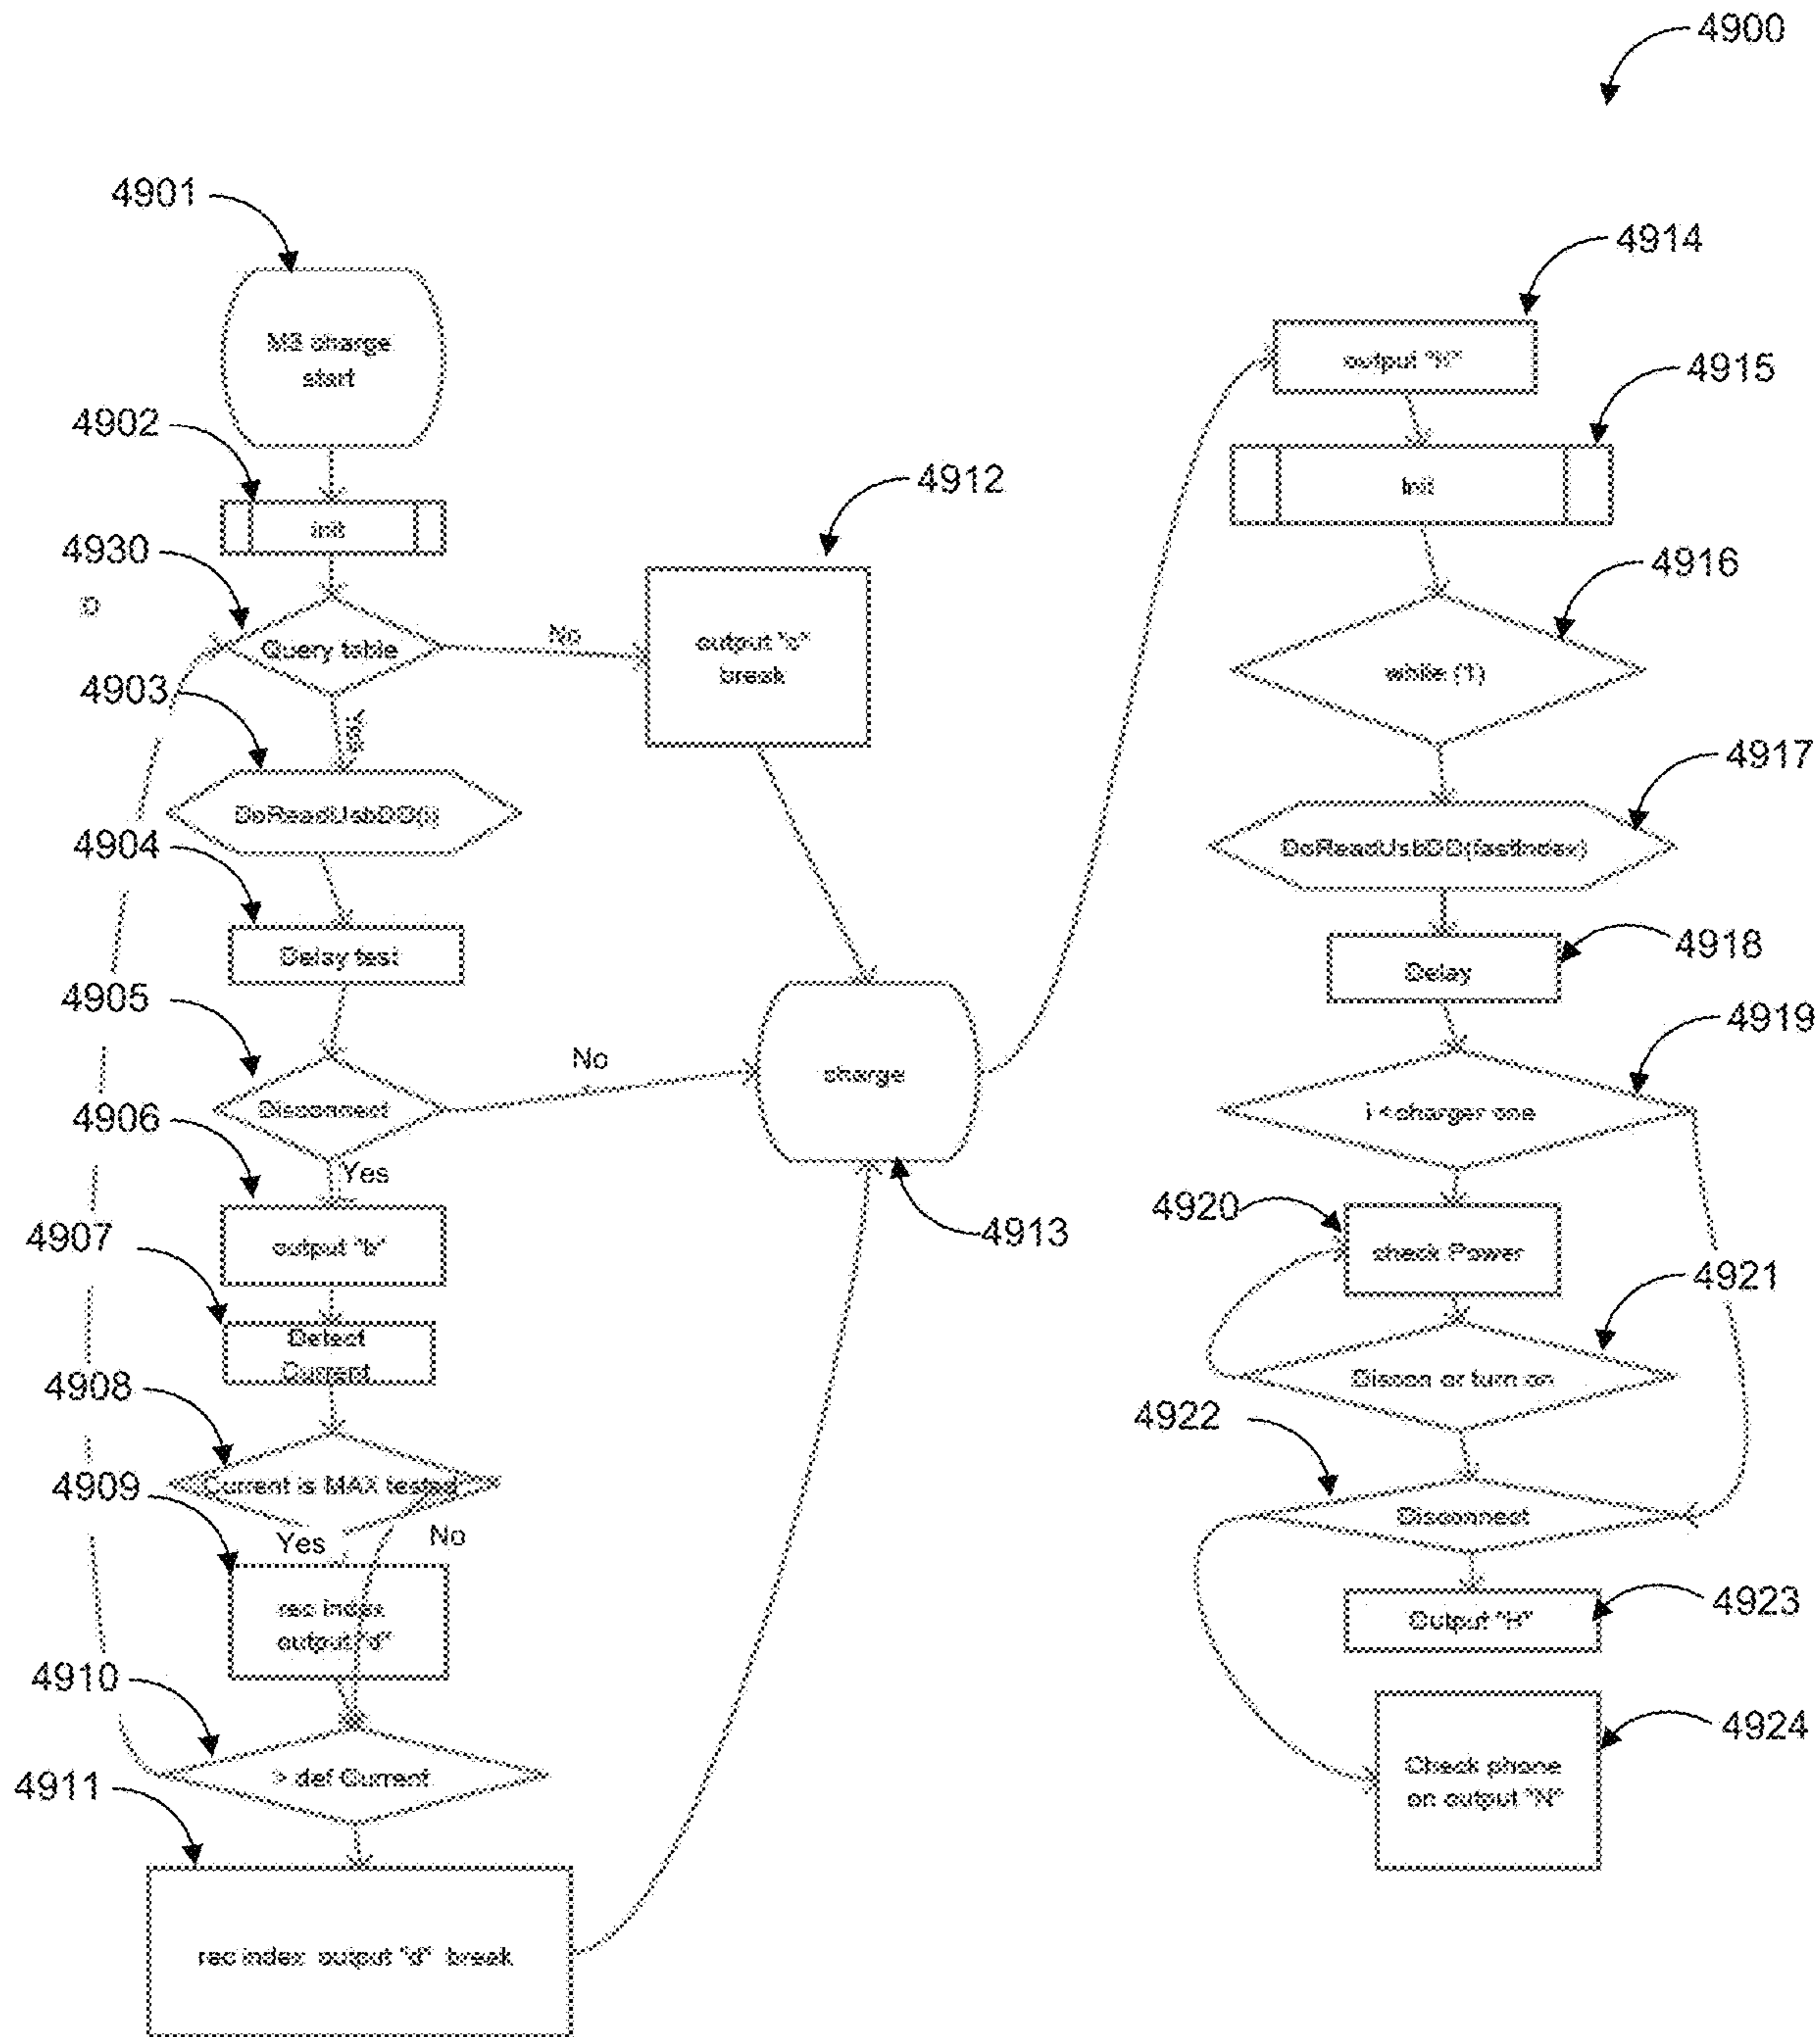 4900
4901
M3 charge
start
4902
init
4930
D
Query table
No
4903
Yes
DoReadUsbDD(i)
4904
Delay test
4905
Disconnect
No
4906
Yes
output "b"
4907
Detect
Current
4908
Current is MAX tested
4909
Yes
No
rec index
output "d"
4910
> def Current
4911
rec index output "d" break
4912
output "c"
break
charge
4913
4914
output
4915
Init
4916
while (1)
4917
DoReadUsbDD(fastIndex)
4918
Delay
4919
i < charger one
4920
check Power
4921
Discon or turn on
4922
Disconnect
4923
Output
4924
Check phone
on output "N"